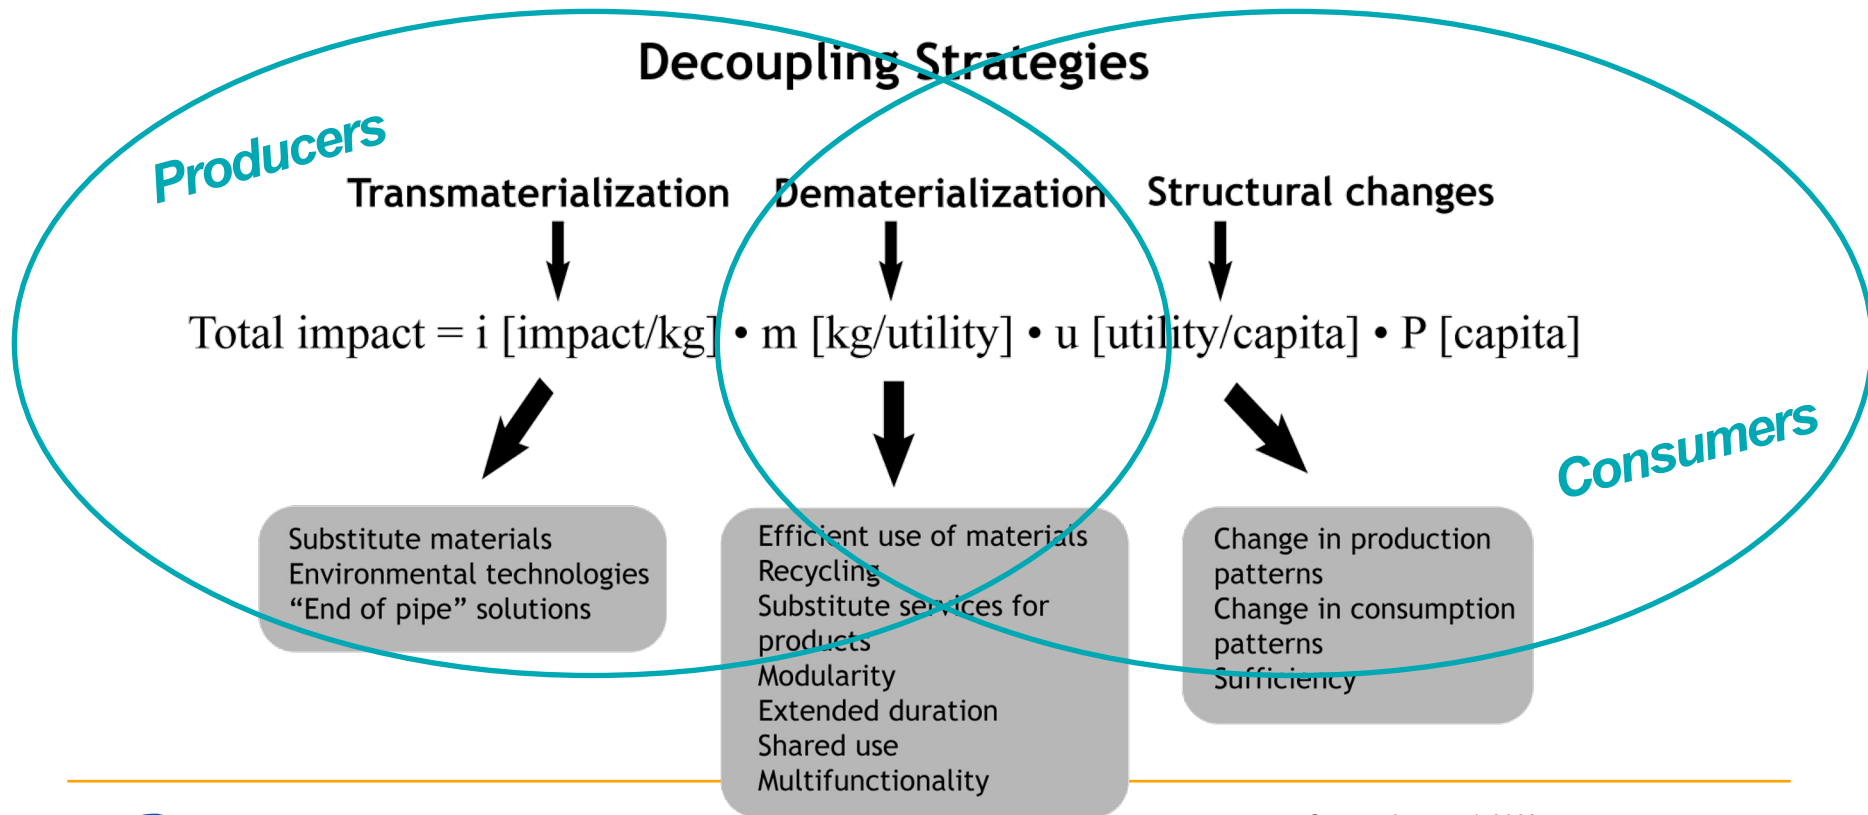 Decoupling Strategies
Producers
Transmaterialization
Dematerialization
Structural changes
Total impact = i [impact/kg] • m [kg/utility] • u [utility/capita] • P [capita]
Consumers
Substitute materials
Environmental technologies
“End of pipe” solutions
Efficient use of materials
Recycling
Substitute services for
products
Modularity
Extended duration
Shared use
Multifunctionality
Change in production
patterns
Change in consumption
patterns
Sufficiency